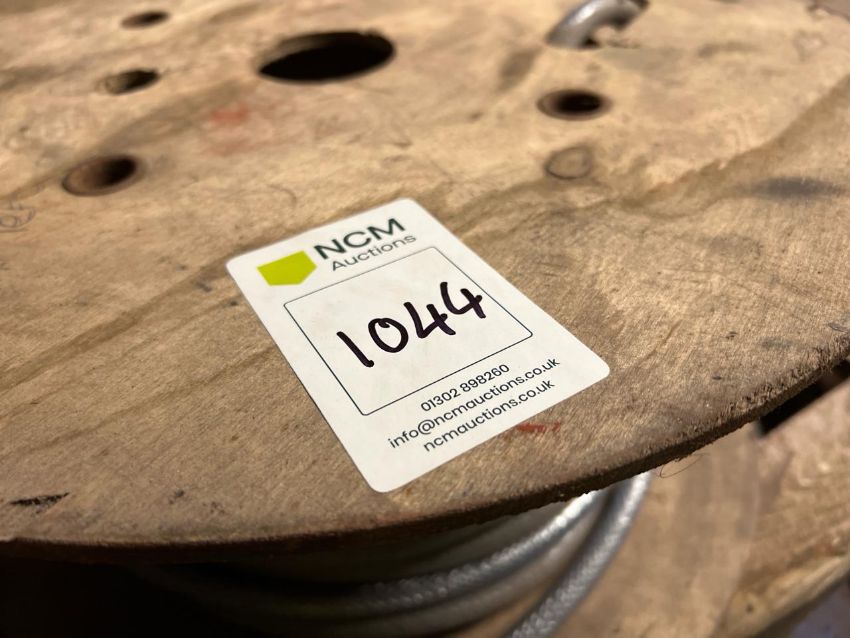 NCM
Auctions
1044
01302 898260
info@ncmauctions.co.uk
ncmauctions.co.uk